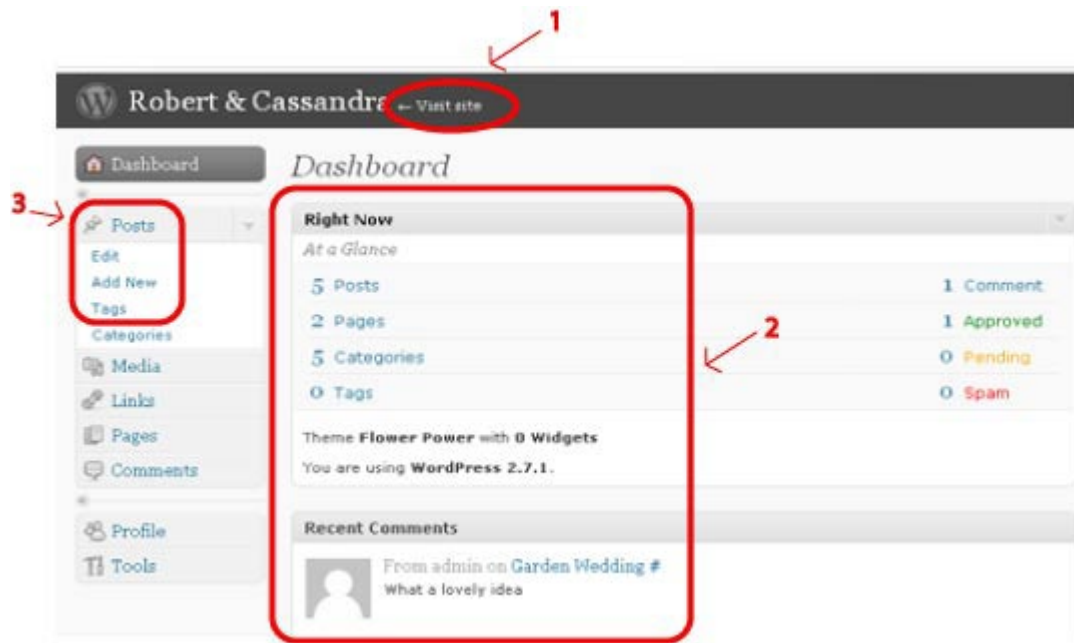 1
Robert & Cassandra ← Visit site
Dashboard
Dashboard
3
Posts
Edit
Add New
Tags
Categories
Media
Links
Pages
Comments
Profile
Tools
Right Now
At a Glance
5 Posts 1 Comment
2 Pages 1 Approved
5 Categories 0 Pending
0 Tags 0 Spam
2
Theme Flower Power with 0 Widgets
You are using WordPress 2.7.1.
Recent Comments
From admin on Garden Wedding #
What a lovely idea